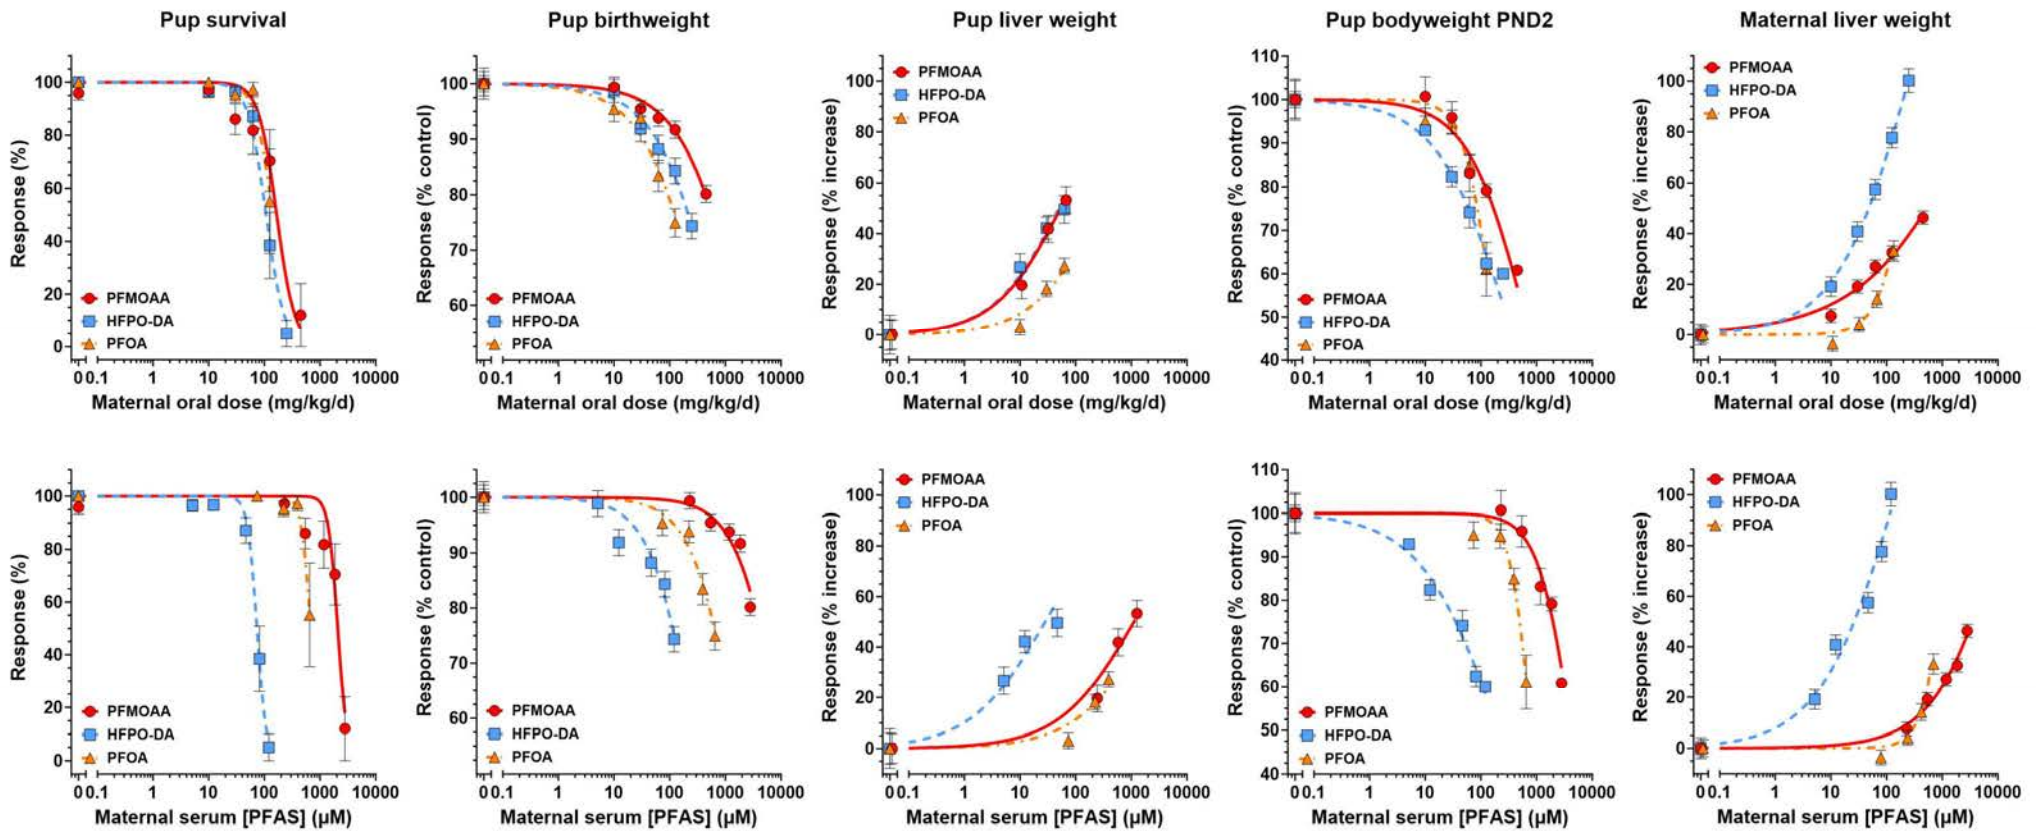 Pup survival
Response (%)
100
80
60
40
20
0
PFMOAA
HFPO-DA
PFOA
0 0.1 1 10 100 1000 10000
Maternal oral dose (mg/kg/d)
Pup birthweight
Response (% control)
100
90
80
70
60
PFMOAA
HFPO-DA
PFOA
0 0.1 1 10 100 1000 10000
Maternal oral dose (mg/kg/d)
Pup liver weight
Response (% increase)
100
80
60
40
20
0
PFMOAA
HFPO-DA
PFOA
0 0.1 1 10 100 1000 10000
Maternal oral dose (mg/kg/d)
Pup bodyweight PND2
Response (% control)
110
100
90
80
70
60
50
40
PFMOAA
HFPO-DA
PFOA
0 0.1 1 10 100 1000 10000
Maternal oral dose (mg/kg/d)
Maternal liver weight
Response (% increase)
100
80
60
40
20
0
PFMOAA
HFPO-DA
PFOA
0 0.1 1 10 100 1000 10000
Maternal oral dose (mg/kg/d)
Response (%)
100
80
60
40
20
0
PFMOAA
HFPO-DA
PFOA
0 0.1 1 10 100 1000 10000
Maternal serum [PFAS] (µM)
Response (% control)
100
90
80
70
60
PFMOAA
HFPO-DA
PFOA
0 0.1 1 10 100 1000 10000
Maternal serum [PFAS] (µM)
Response (% increase)
100
80
60
40
20
0
PFMOAA
HFPO-DA
PFOA
0 0.1 1 10 100 1000 10000
Maternal serum [PFAS] (µM)
Response (% control)
110
100
90
80
70
60
50
40
PFMOAA
HFPO-DA
PFOA
0 0.1 1 10 100 1000 10000
Maternal serum [PFAS] (µM)
Response (% increase)
100
80
60
40
20
0
PFMOAA
HFPO-DA
PFOA
0 0.1 1 10 100 1000 10000
Maternal serum [PFAS] (µM)